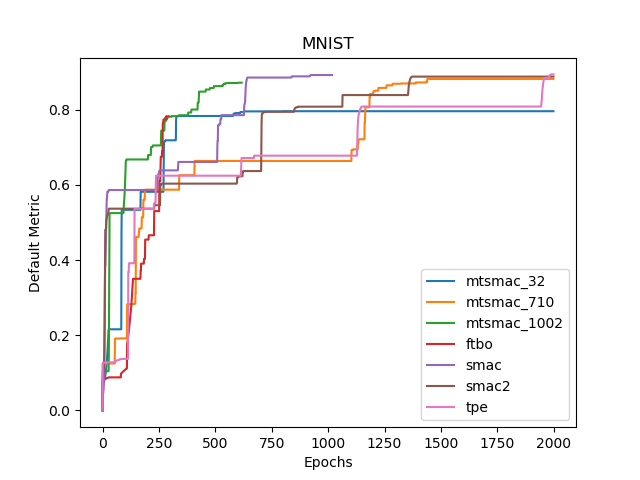 MNIST
Default Metric
0.8
0.6
0.4
0.2
0.0
mtsmac_32
mtsmac_710
mtsmac_1002
ftbo
smac
smac2
tpe
0 250 500 750 1000 1250 1500 1750 2000
Epochs